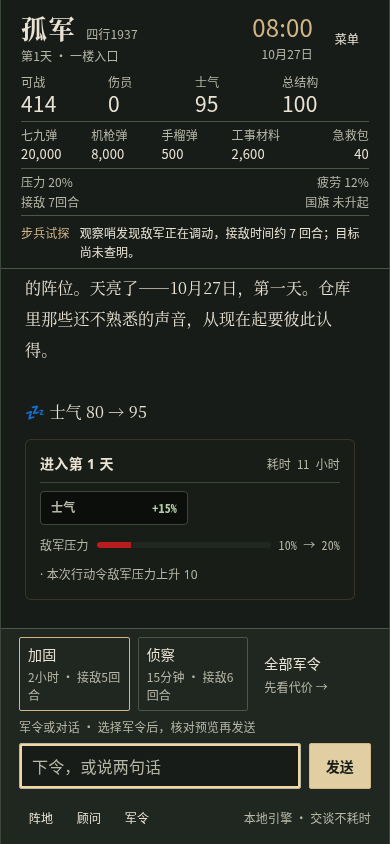 孤军 四行1937
08:00
菜单
第1天 · 一楼入口
10月27日
可战 伤员 士气 总结构
414 0 95 100
七九弹 机枪弹 手榴弹 工事材料 急救包
20,000 8,000 500 2,600 40
压力 20% 疲劳 12%
接敌 7回合 国旗 未升起
步兵试探 观察哨发现敌军正在调动，接敌时间约 7 回合；目标
尚未查明。
的阵位。天亮了——10月27日，第一天。仓库
里那些还不熟悉的声音，从现在起要彼此认
得。
💤 士气 80 → 95
进入第 1 天 耗时 11 小时
士气 +15%
敌军压力 10% → 20%
· 本次行动令敌军压力上升 10
加固
2小时 · 接敌5回
合
侦察
15分钟 · 接敌6
回合
全部军令
先看代价 →
军令或对话 · 选择军令后，核对预览再发送
下令，或说两句话 发送
阵地 顾问 军令 本地引擎 · 交谈不耗时